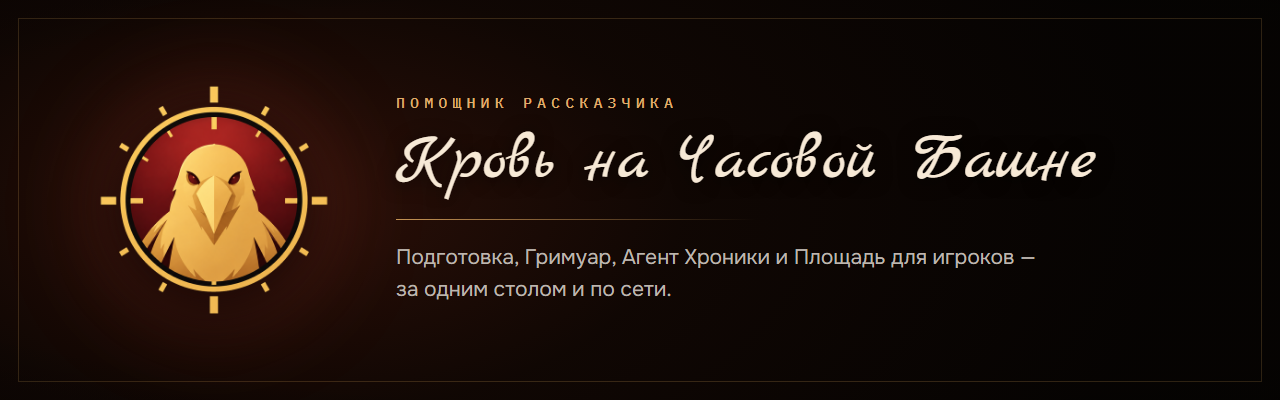 ПОМОЩНИК РАССКАЗЧИКА
Кровь на Часовой Башне
Подготовка, Гримуар, Агент Хроники и Площадь для игроков —
за одним столом и по сети.